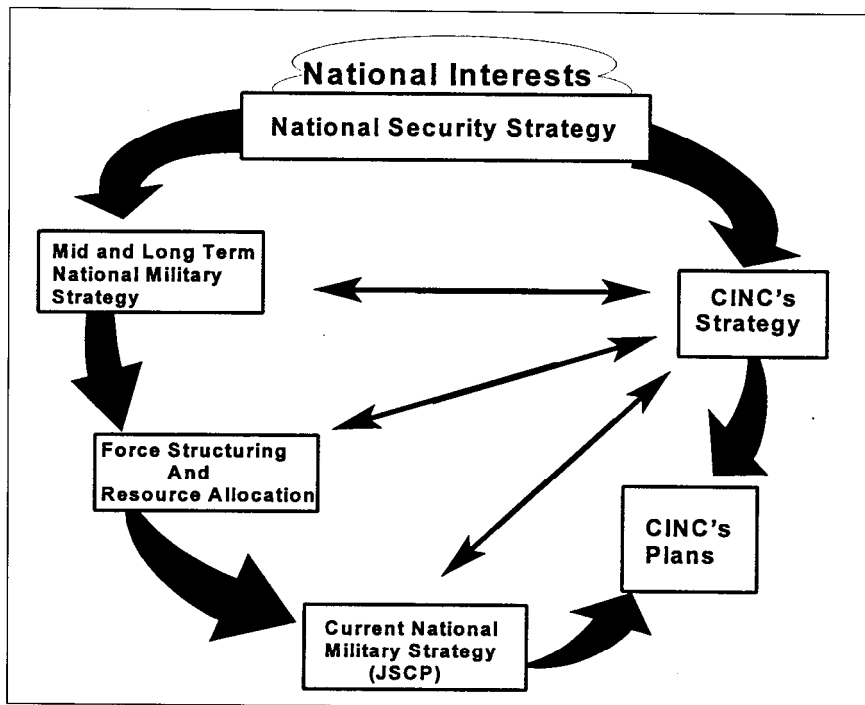 National Interests
National Security Strategy
Mid and Long Term
National Military
Strategy
CINC's
Strategy
Force Structuring
And
Resource Allocation
CINC's
Plans
Current National
Military Strategy
(JSCP)